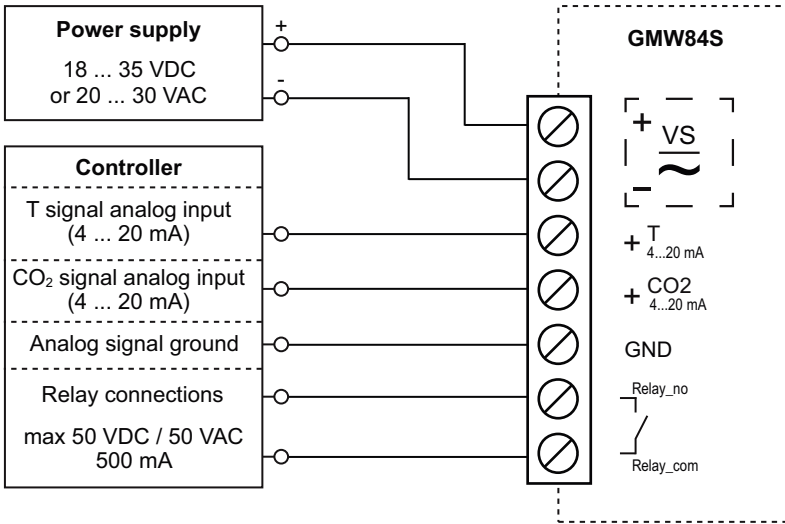 Power supply
18 ... 35 VDC
or 20 ... 30 VAC
+
-
Controller
T signal analog input
(4 ... 20 mA)
CO₂ signal analog input
(4 ... 20 mA)
Analog signal ground
Relay connections
max 50 VDC / 50 VAC
500 mA
GMW84S
+ VS
~
-
+ T
4...20 mA
+ CO2
4...20 mA
GND
Relay_no
Relay_com